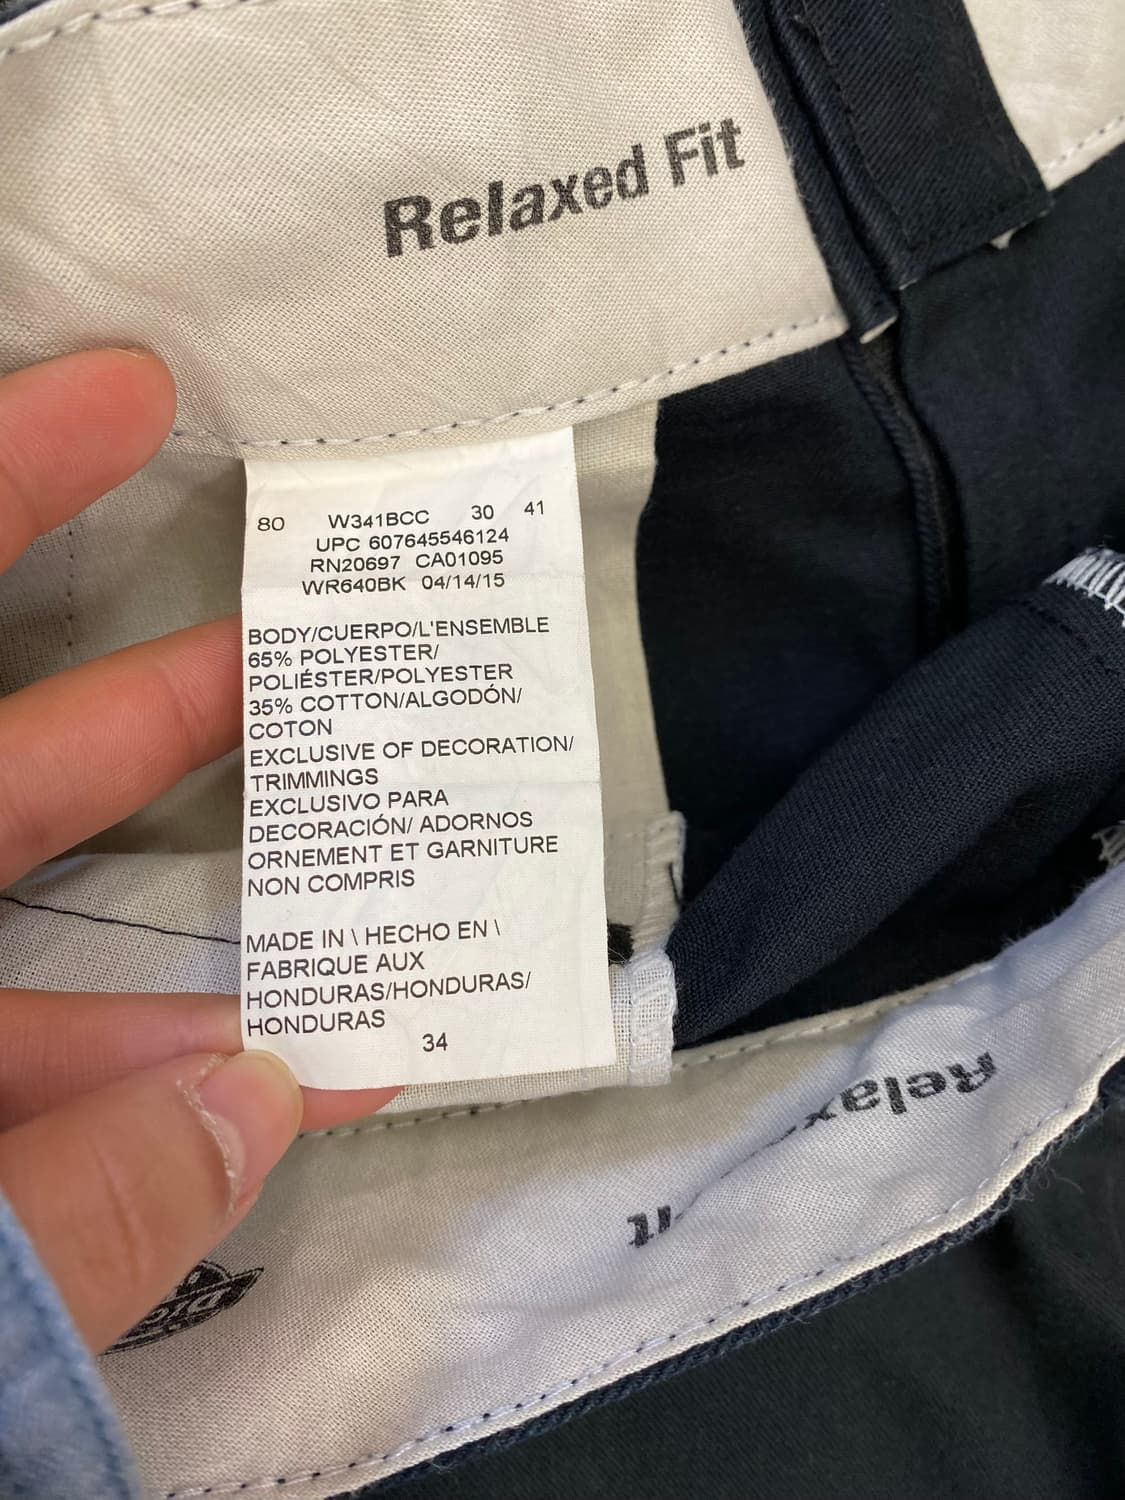 Relaxed Fit
80 W341BCC 30 41
UPC 607645546124
RN20697 CA01095
WR640BK 04/14/15
BODY/CUERPO/L'ENSEMBLE
65% POLYESTER/
POLIÉSTER/POLYESTER
35% COTTON/ALGODÓN/
COTON
EXCLUSIVE OF DECORATION/
TRIMMINGS
EXCLUSIVO PARA
DECORACIÓN/ ADORNOS
ORNEMENT ET GARNITURE
NON COMPRIS
MADE IN \ HECHO EN \
FABRIQUE AUX
HONDURAS/HONDURAS/
HONDURAS
34